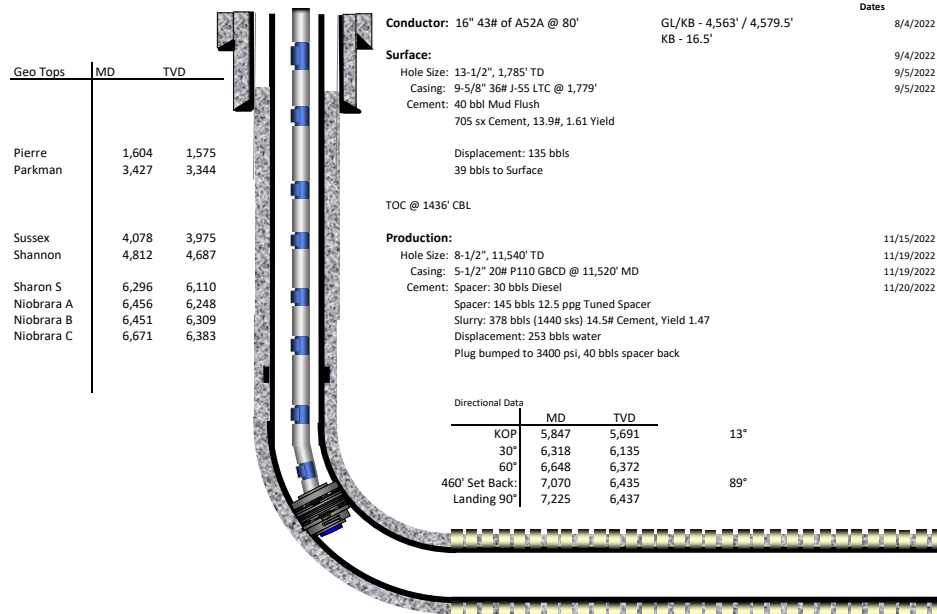 Dates
Conductor: 16" 43# of A52A @ 80' GL/KB - 4,563' / 4,579.5' 8/4/2022
KB - 16.5'
Surface: 9/4/2022
Hole Size: 13-1/2", 1,785' TD 9/5/2022
Casing: 9-5/8" 36# J-55 LTC @ 1,779' 9/5/2022
Cement: 40 bbl Mud Flush
705 sx Cement, 13.9#, 1.61 Yield
Displacement: 135 bbls
39 bbls to Surface
TOC @ 1436' CBL
Production: 11/15/2022
Hole Size: 8-1/2", 11,540' TD 11/19/2022
Casing: 5-1/2" 20# P110 GBCD @ 11,520' MD 11/19/2022
Cement: Spacer: 30 bbls Diesel 11/20/2022
Spacer: 145 bbls 12.5 ppg Tuned Spacer
Slurry: 378 bbls (1440 sks) 14.5# Cement, Yield 1.47
Displacement: 253 bbls water
Plug bumped to 3400 psi, 40 bbls spacer back
Geo Tops MD TVD
Pierre 1,604 1,575
Parkman 3,427 3,344
Sussex 4,078 3,975
Shannon 4,812 4,687
Sharon S 6,296 6,110
Niobrara A 6,456 6,248
Niobrara B 6,451 6,309
Niobrara C 6,671 6,383
Directional Data
MD TVD
KOP 5,847 5,691 13°
30° 6,318 6,135
60° 6,648 6,372
460' Set Back: 7,070 6,435 89°
Landing 90° 7,225 6,437